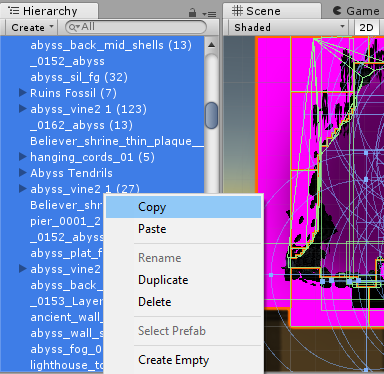 Hierarchy
Scene
Game
Create
All
Shaded
2D
abyss_back_mid_shells (13)
_0152_abyss
abyss_sil_fg (32)
Ruins Fossil (7)
abyss_vine2 1 (123)
_0162_abyss (13)
Believer_shrine_thin_plaque__
hanging_cords_01 (5)
Abyss Tendrils
abyss_vine2 1 (27)
Believer_shr
pier_0001_2
_0152_abyss
abyss_plat_f
abyss_vine2
abyss_back_
_0153_Layer
ancient_wall_
abyss_wall_s
abyss_fog_0
lighthouse_to
Copy
Paste
Rename
Duplicate
Delete
Select Prefab
Create Empty